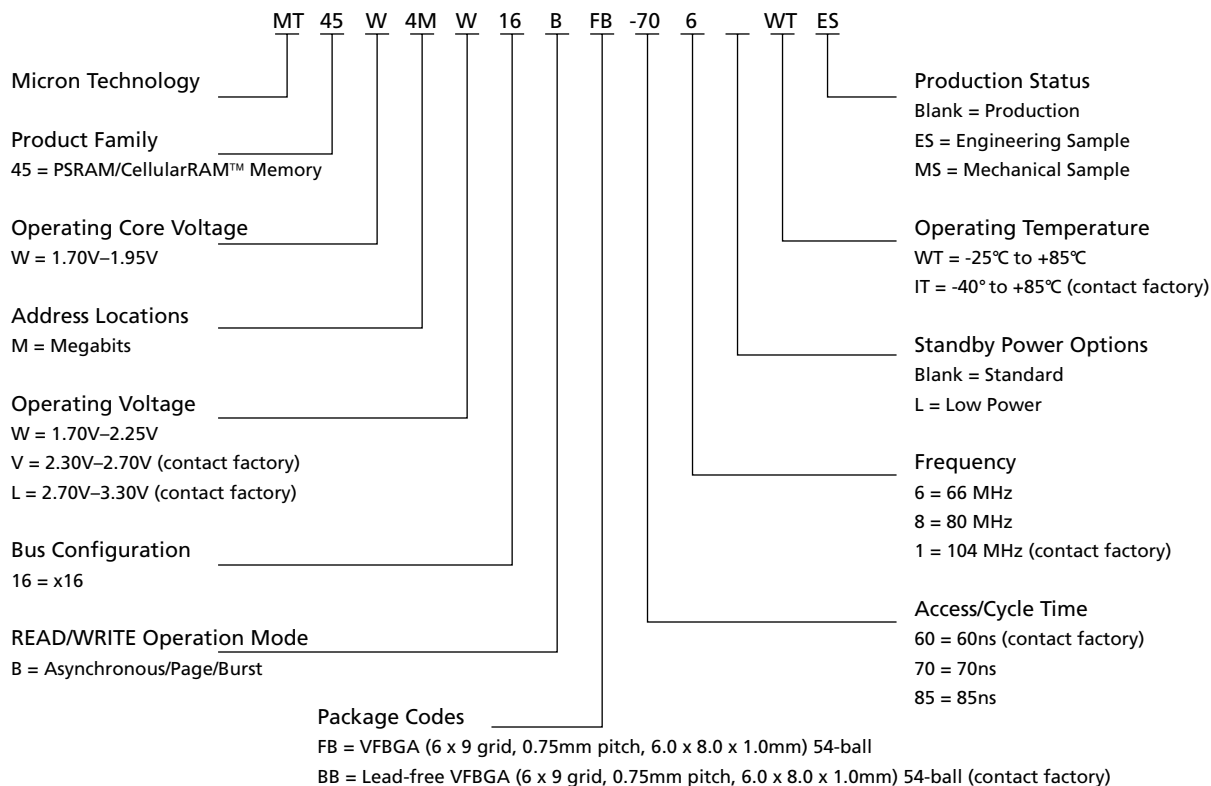 MT 45 W 4M W 16 B FB -70 6 WT ES
Micron Technology
Product Family
45 = PSRAM/CellularRAM™ Memory
Operating Core Voltage
W = 1.70V–1.95V
Address Locations
M = Megabits
Operating Voltage
W = 1.70V–2.25V
V = 2.30V–2.70V (contact factory)
L = 2.70V–3.30V (contact factory)
Bus Configuration
16 = x16
READ/WRITE Operation Mode
B = Asynchronous/Page/Burst
Package Codes
FB = VFBGA (6 x 9 grid, 0.75mm pitch, 6.0 x 8.0 x 1.0mm) 54-ball
BB = Lead-free VFBGA (6 x 9 grid, 0.75mm pitch, 6.0 x 8.0 x 1.0mm) 54-ball (contact factory)
Production Status
Blank = Production
ES = Engineering Sample
MS = Mechanical Sample
Operating Temperature
WT = -25°C to +85°C
IT = -40° to +85°C (contact factory)
Standby Power Options
Blank = Standard
L = Low Power
Frequency
6 = 66 MHz
8 = 80 MHz
1 = 104 MHz (contact factory)
Access/Cycle Time
60 = 60ns (contact factory)
70 = 70ns
85 = 85ns